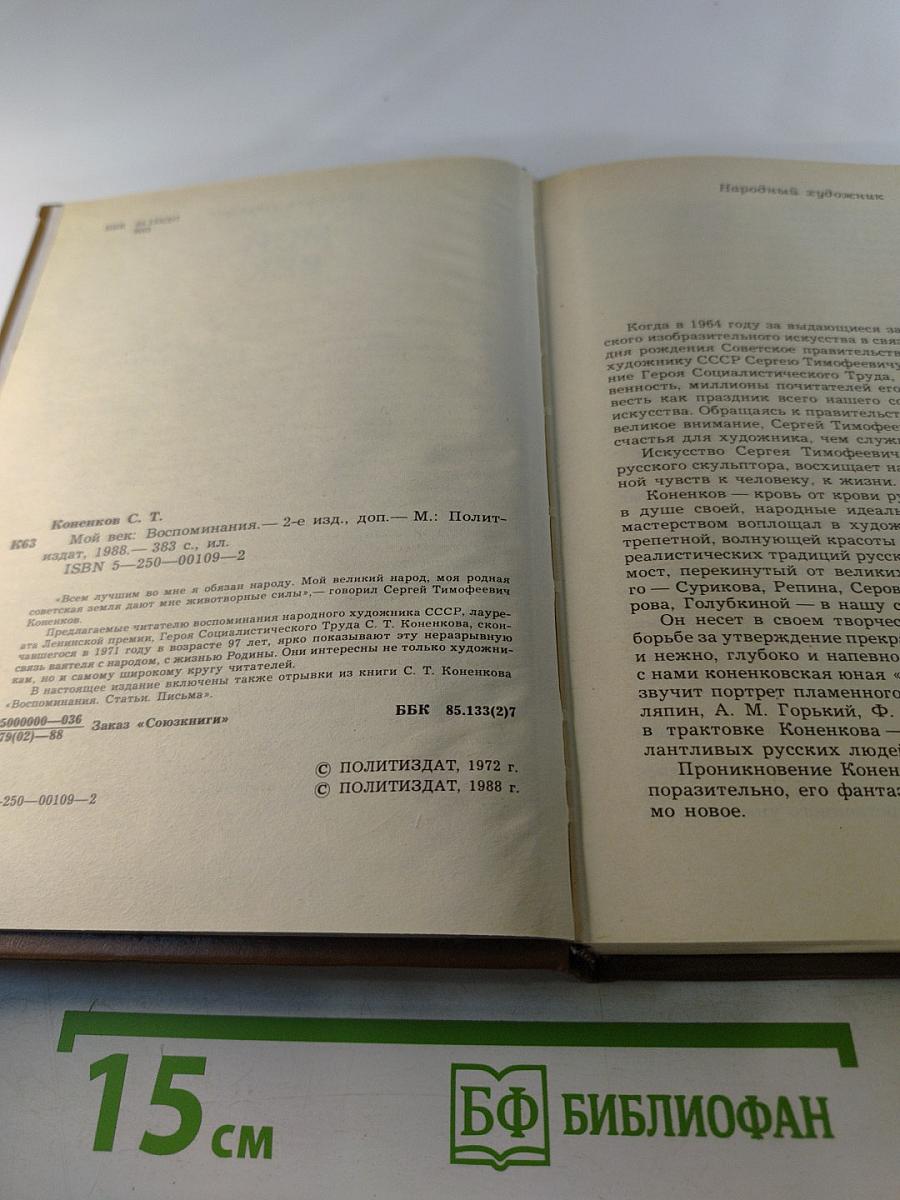 ББК
К63
Коненков С. Т.
К63 Мой век: Воспоминания.— 2-е изд., доп.— М.: Полит-
издат, 1988.— 383 с., ил.
ISBN 5—250—00109—2
«Всем лучшим во мне я обязан народу. Мой великий народ, моя родная
советская земля дают мне животворные силы»,— говорил Сергей Тимофеевич
Коненков.
Предлагаемые читателю воспоминания народного художника СССР, лауре-
ата Ленинской премии, Героя Социалистического Труда С. Т. Коненкова, скон-
чавшегося в 1971 году в возрасте 97 лет, ярко показывают эту неразрывную
связь ваятеля с народом, с жизнью Родины. Они интересны не только художни-
кам, но и самому широкому кругу читателей.
В настоящее издание включены также отрывки из книги С. Т. Коненкова
«Воспоминания. Статьи. Письма».
5000000—036
79(02)—88
Заказ «Союзкниги»
ББК 85.133(2)7
© ПОЛИТИЗДАТ, 1972 г.
© ПОЛИТИЗДАТ, 1988 г.
-250—00109—2
Народный художник
Когда в 1964 году за выдающиеся за
ского изобразительного искусства в связ
дня рождения Советское правительств
художнику СССР Сергею Тимофеевичу
ние Героя Социалистического Труда,
венность, миллионы почитателей его
весть как праздник всего нашего со
искусства. Обращаясь к правительст
великое внимание, Сергей Тимофее
счастья для художника, чем служи
Искусство Сергея Тимофеевич
русского скульптора, восхищает на
ной чувств к человеку, к жизни.
Коненков — кровь от крови ру
в душе своей, народные идеаль
мастерством воплощал в худож
трепетной, волнующей красоты
реалистических традиций русск
мост, перекинутый от великих
го — Сурикова, Репина, Серов
рова, Голубкиной — в нашу с
Он несет в своем творчес
борьбе за утверждение прекра
и нежно, глубоко и напевно
с нами коненковская юная «
звучит портрет пламенного
ляпин, А. М. Горький, Ф.
в трактовке Коненкова —
лантливых русских людей
Проникновение Конен
поразительно, его фантаз
мо новое.
15 см
БФ БИБЛИОФАН